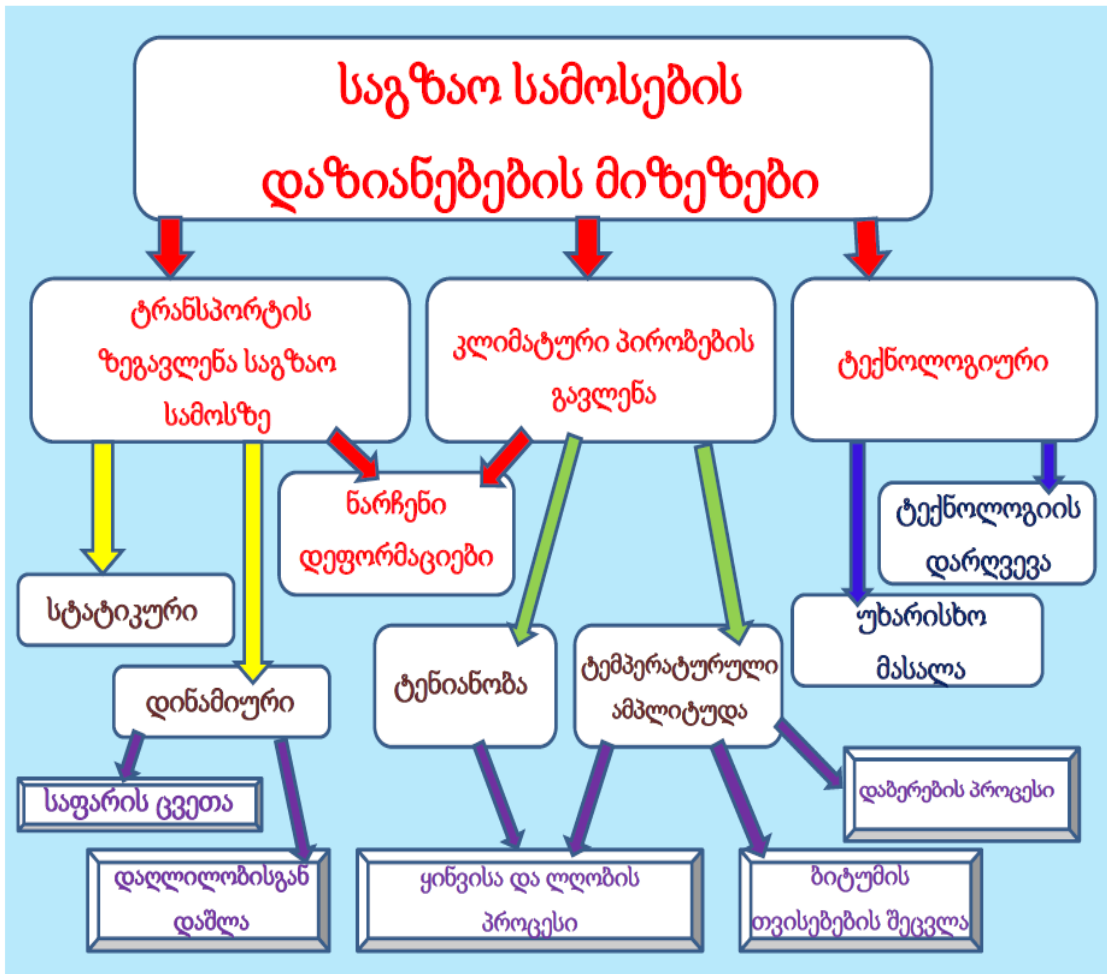 საგზაო სამოსების
დაზიანებების მიზეზები
ტრანსპორტის
ზეგავლენა საგზაო
სამოსზე
კლიმატური პირობების
გავლენა
ტექნოლოგიური
ნარჩენი
დეფორმაციები
ტექნოლოგიის
დარღვევა
სტატიკური
უხარისხო
მასალა
დინამიური
ტენიანობა
ტემპერატურული
ამპლიტუდა
საფარის ცვეთა
დაბერების პროცესი
დაღლილობისგან
დაშლა
ყინვისა და ლღობის
პროცესი
ბიტუმის
თვისებების შეცვლა